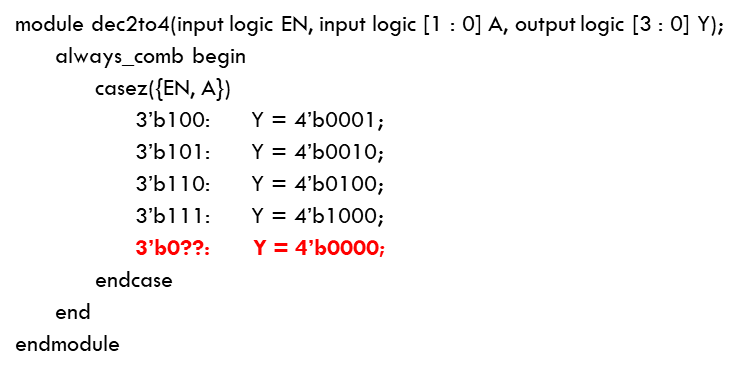 module dec2to4(input logic EN, input logic [1 : 0] A, output logic [3 : 0] Y);
always_comb begin
casez({EN, A})
3’b100: Y = 4’b0001;
3’b101: Y = 4’b0010;
3’b110: Y = 4’b0100;
3’b111: Y = 4’b1000;
3’b0??: Y = 4’b0000;
endcase
end
endmodule